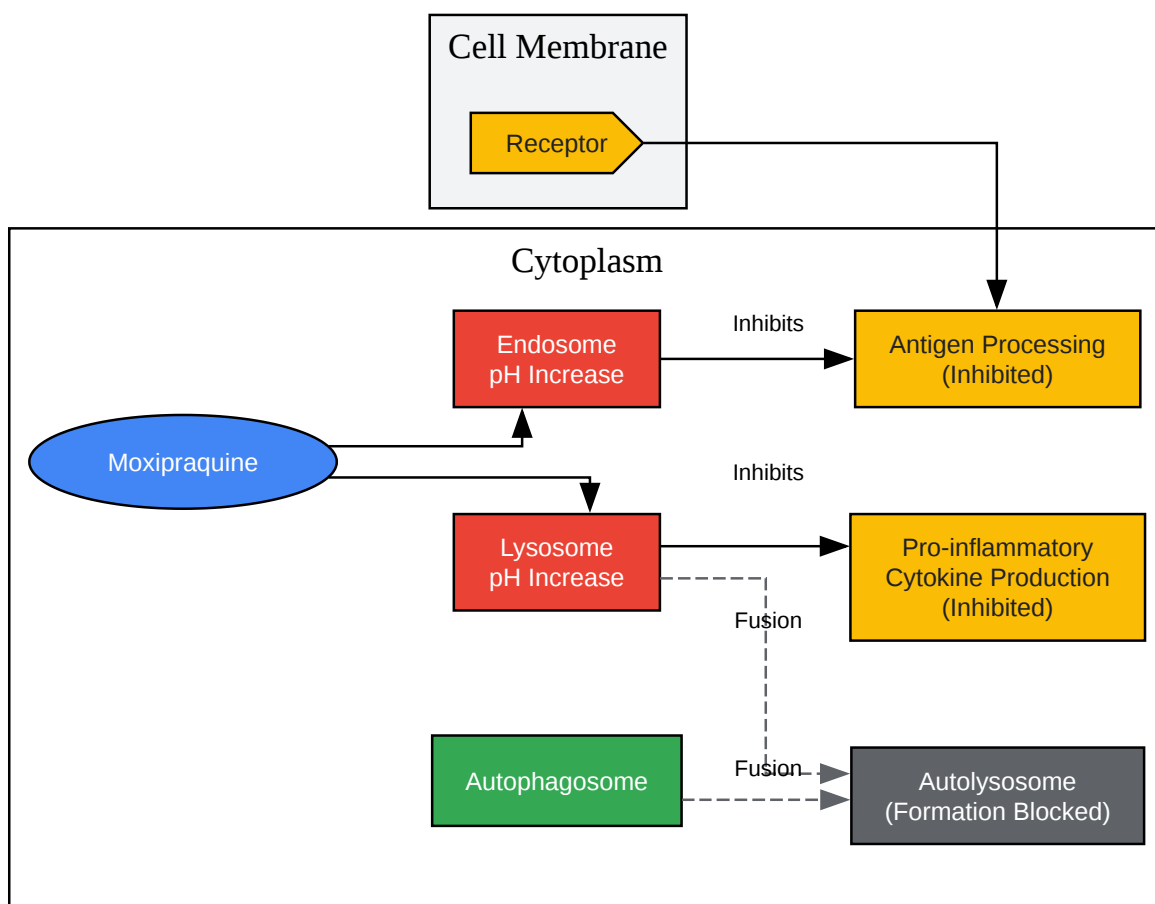 Cell Membrane
Receptor
Cytoplasm
Endosome
pH Increase
Inhibits
Antigen Processing
(Inhibited)
Moxipraquine
Inhibits
Lysosome
pH Increase
Pro-inflammatory
Cytokine Production
(Inhibited)
Fusion
Autophagosome
Fusion
Autolysosome
(Formation Blocked)